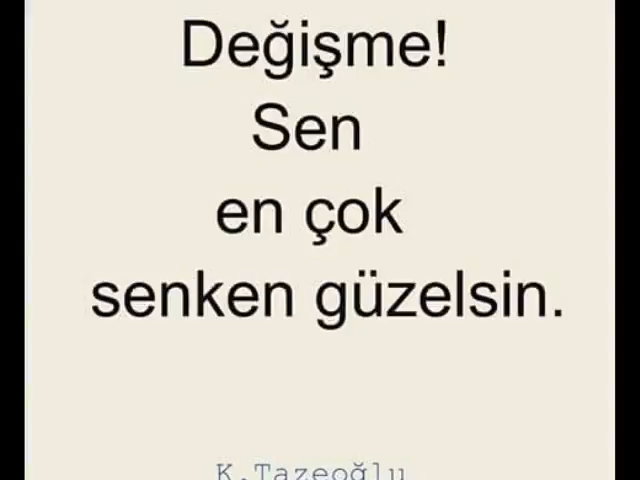 Değişme!
Sen
en çok
senken güzelsin.
K.Tazeoğlu